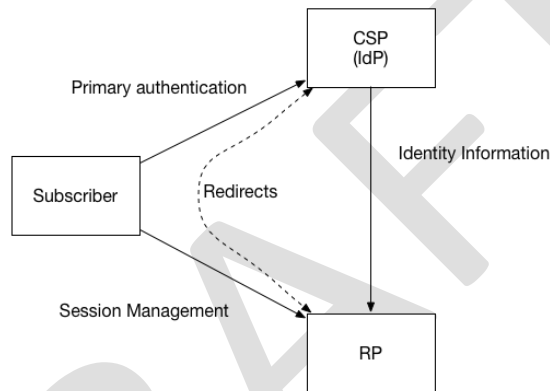 CSP
(IdP)
Primary authentication
Identity Information
Subscriber
Redirects
Session Management
RP